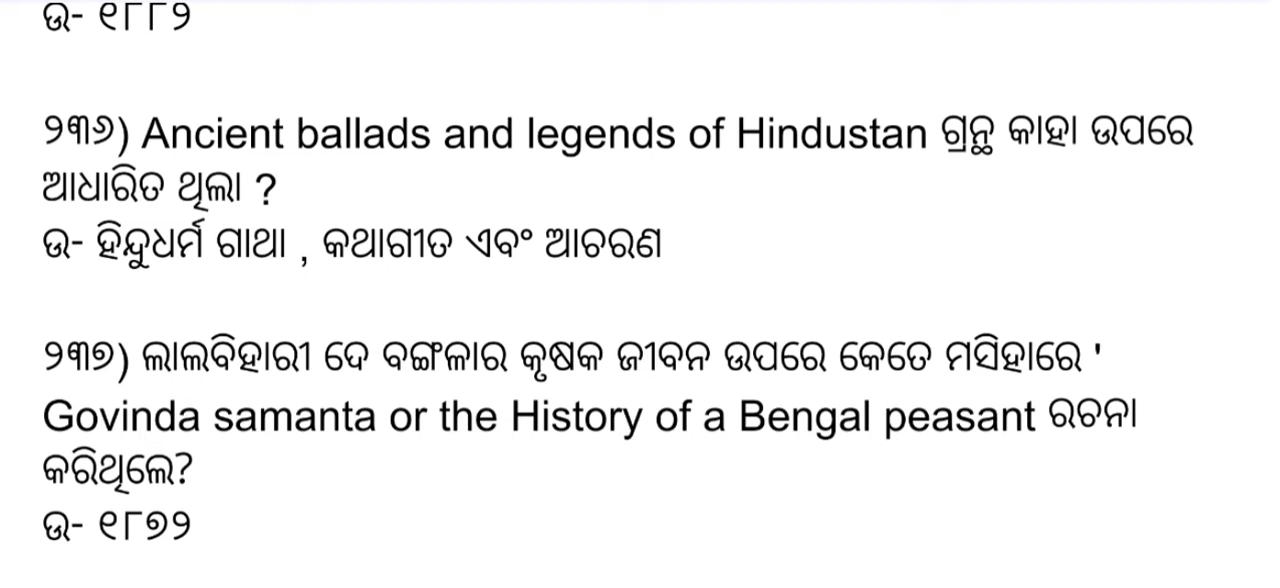 ଉ- ୧୮୮୨
୨୩୬) Ancient ballads and legends of Hindustan ଗ୍ରନ୍ଥ କାହା ଉପରେ
ଆଧାରିତ ଥିଲା ?
ଉ- ହିନ୍ଦୁଧର୍ମ ଗାଥା , କଥାଗୀତ ଏବଂ ଆଚରଣ
୨୩୭) ଲାଲବିହାରୀ ଦେ ବଙ୍ଗଳାର କୃଷକ ଜୀବନ ଉପରେ କେତେ ମସିହାରେ '
Govinda samanta or the History of a Bengal peasant ରଚନା
କରିଥିଲେ?
ଉ- ୧୮୭୨